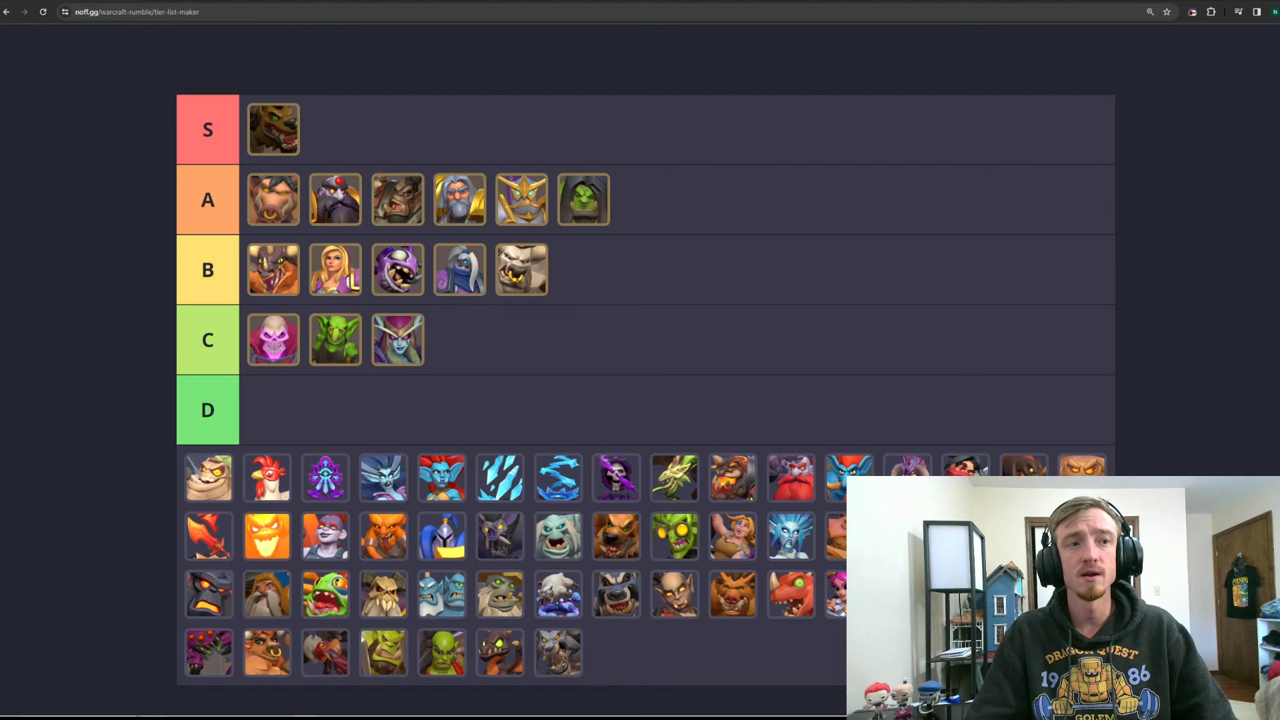 noff.gg/warcraft-rumble/tier-list-maker
S
A
B
C
D
DRAGON QUEST
19 86
GOLEM